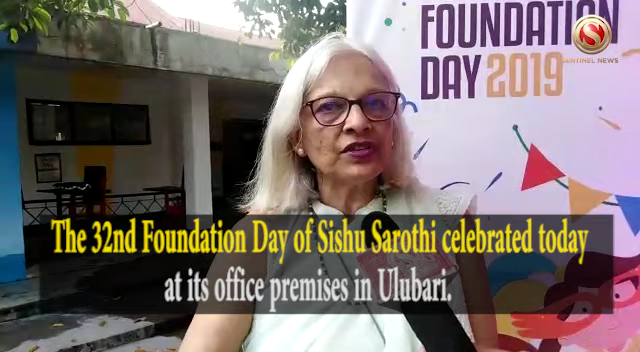 FOUNDATION
DAY 2019
S
SENTINEL NEWS
The 32nd Foundation Day of Sishu Sarothi celebrated today
at its office premises in Ulubari.